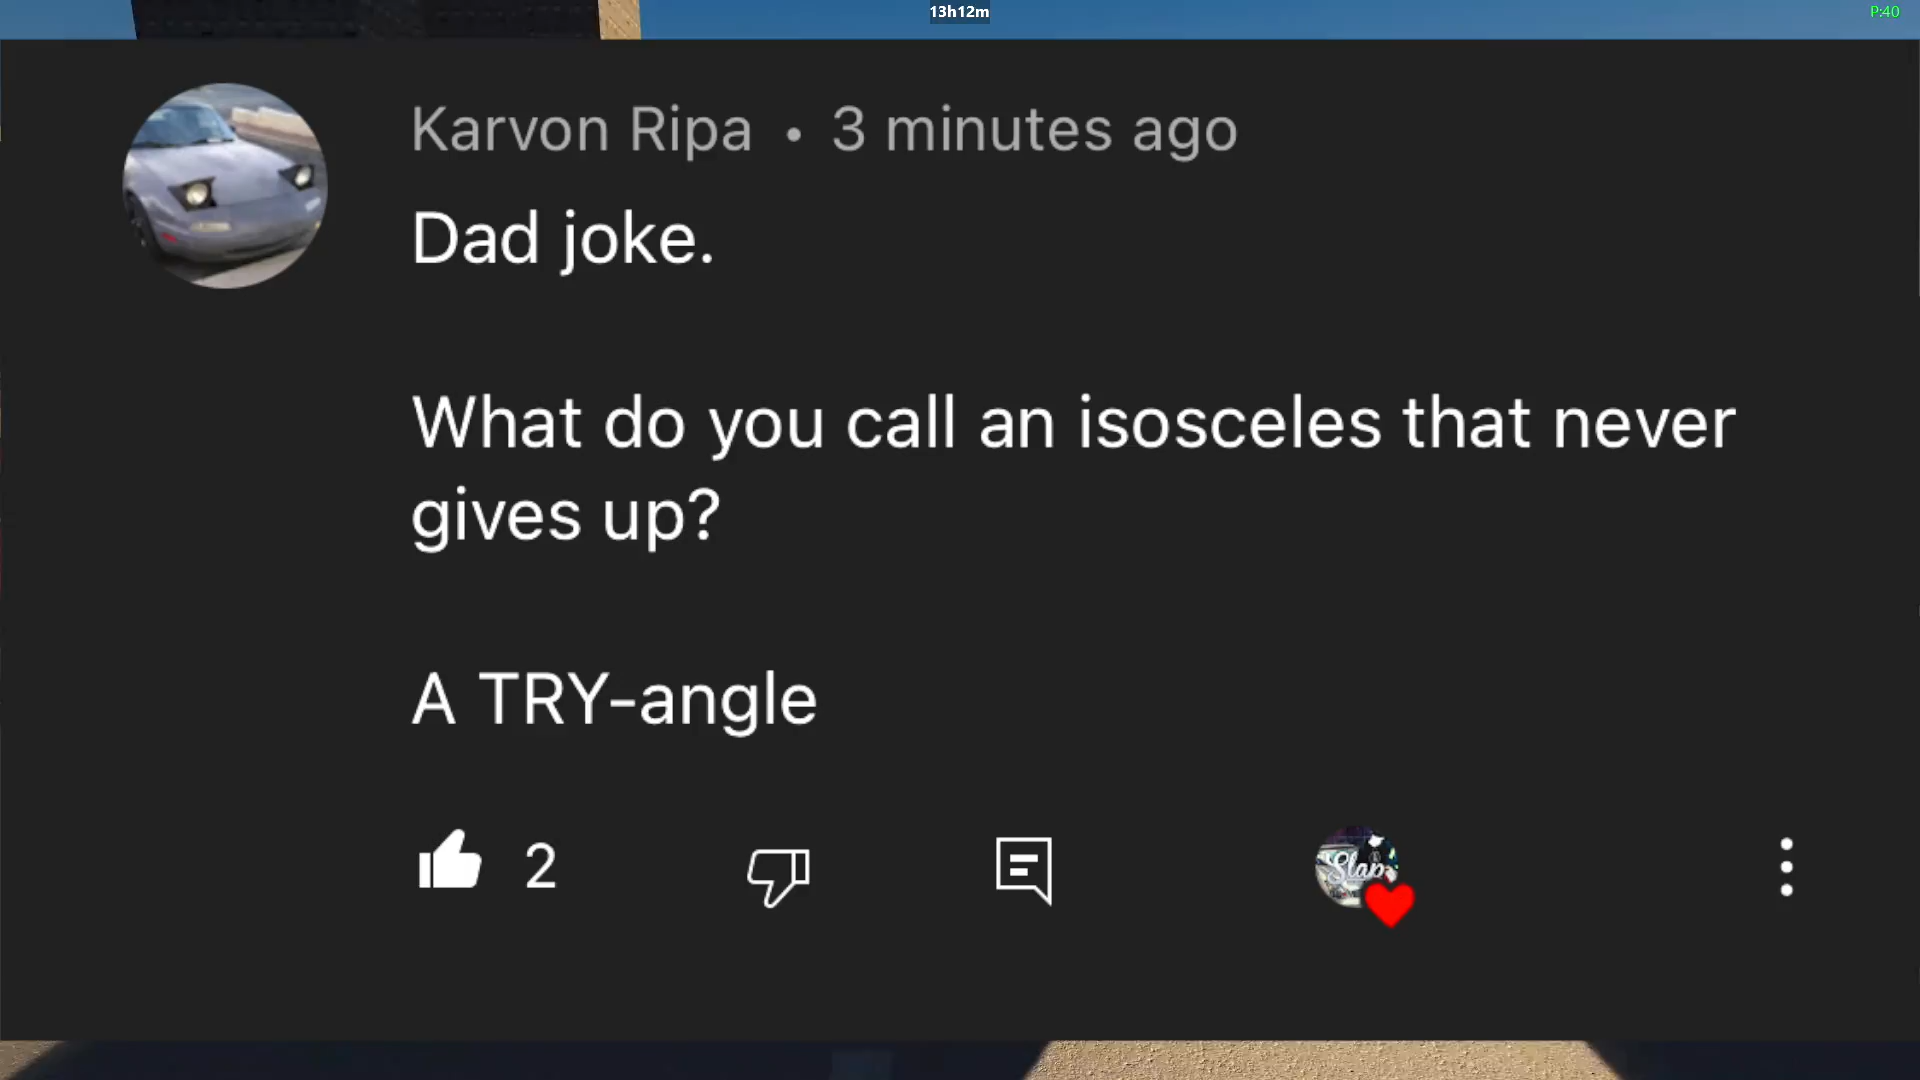 13h12m
P:40
Karvon Ripa • 3 minutes ago
Dad joke.
What do you call an isosceles that never
gives up?
A TRY-angle
2
Slap